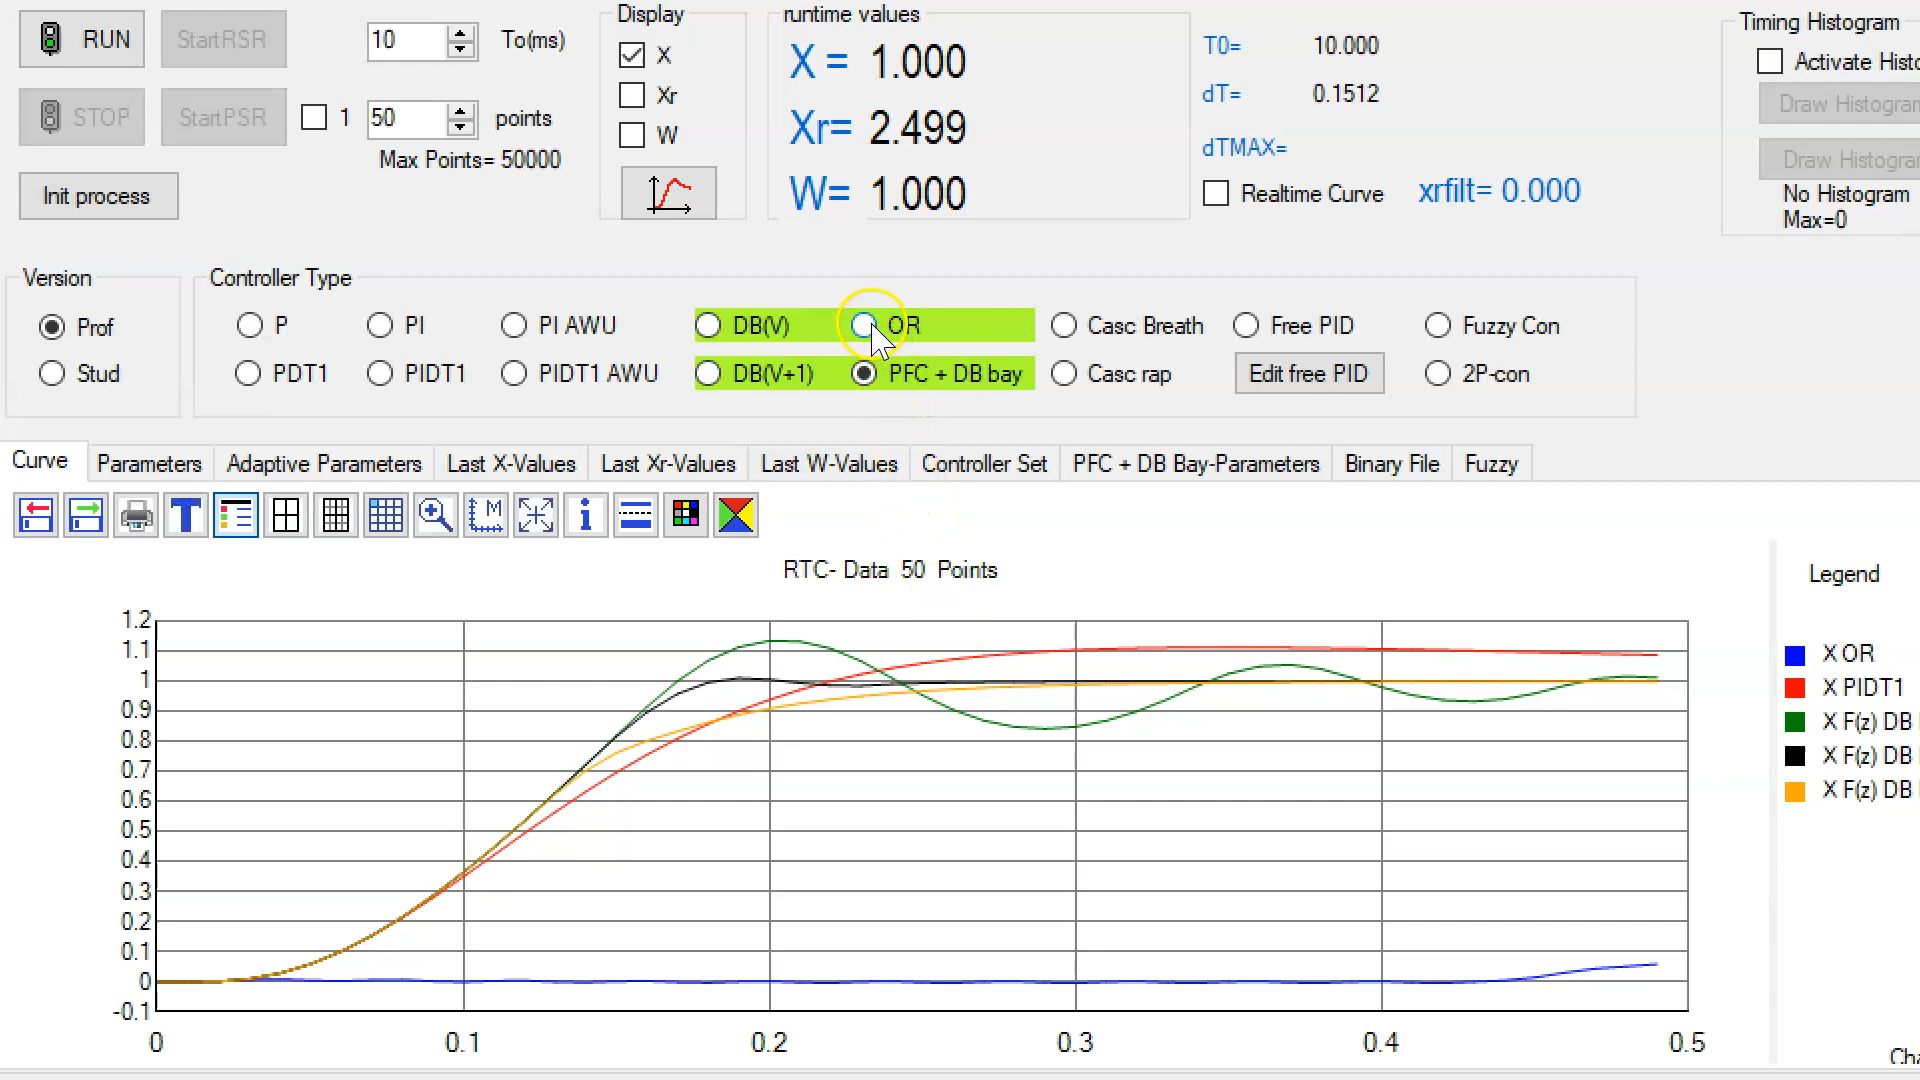 RUN
StartRSR
10
To(ms)
STOP
StartPSR
1
50
points
Max Points= 50000
Init process
Display
X
Xr
W
runtime values
X = 1.000
Xr= 2.499
W= 1.000
T0= 10.000
dT= 0.1512
dTMAX=
Realtime Curve
xrfilt= 0.000
Timing Histogram
Activate Histo
Draw Histogram
Draw Histogram
No Histogram
Max=0
Version
Prof
Stud
Controller Type
P
PI
PI AWU
DB(V)
OR
Casc Breath
Free PID
Fuzzy Con
PDT1
PIDT1
PIDT1 AWU
DB(V+1)
PFC + DB bay
Casc rap
Edit free PID
2P-con
Curve
Parameters
Adaptive Parameters
Last X-Values
Last Xr-Values
Last W-Values
Controller Set
PFC + DB Bay-Parameters
Binary File
Fuzzy
T
M
i
RTC- Data 50 Points
1.2
1.1
1
0.9
0.8
0.7
0.6
0.5
0.4
0.3
0.2
0.1
0
-0.1
0
0.1
0.2
0.3
0.4
0.5
Legend
X OR
X PIDT1
X F(z) DB
X F(z) DB
X F(z) DB
Cha